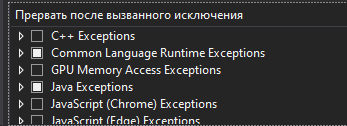 Прервать после вызванного исключения
C++ Exceptions
Common Language Runtime Exceptions
GPU Memory Access Exceptions
Java Exceptions
JavaScript (Chrome) Exceptions
JavaScript (Edge) Exceptions